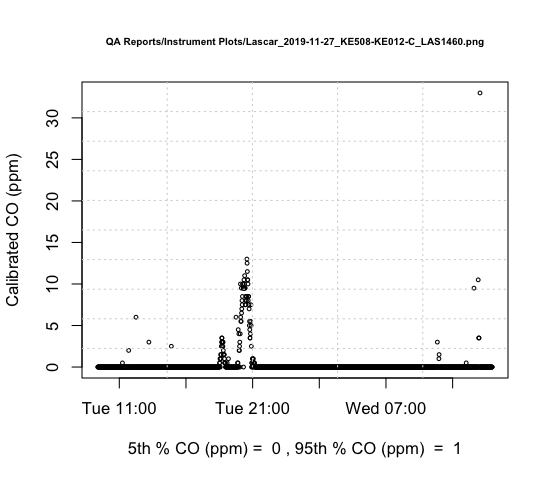 QA Reports/Instrument Plots/Lascar_2019-11-27_KE508-KE012-C_LAS1460.png
Calibrated CO (ppm)
30
25
20
15
10
5
0
Tue 11:00 Tue 21:00 Wed 07:00
5th % CO (ppm) = 0 , 95th % CO (ppm) = 1